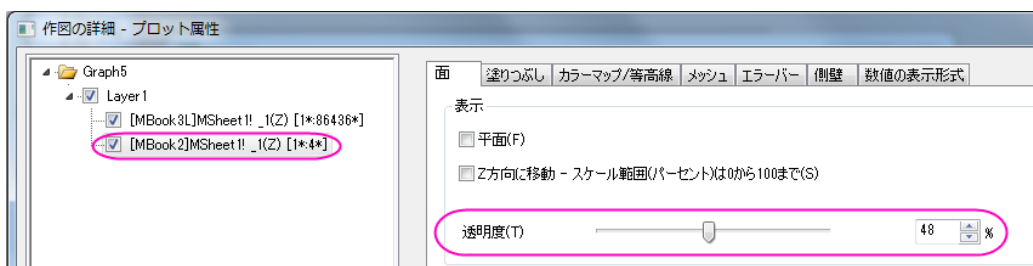 作図の詳細 - プロット属性
Graph5
Layer1
[MBook3L]MSheet1! _1(Z) [1*:86436*]
[MBook2]MSheet1! _1(Z) [1*:4*]
面 塗りつぶし カラーマップ/等高線 メッシュ エラーバー 側壁 数値の表示形式
表示
平面(F)
Z方向に移動 - スケール範囲(パーセント)は0から100まで(S)
透明度(T) 48 %